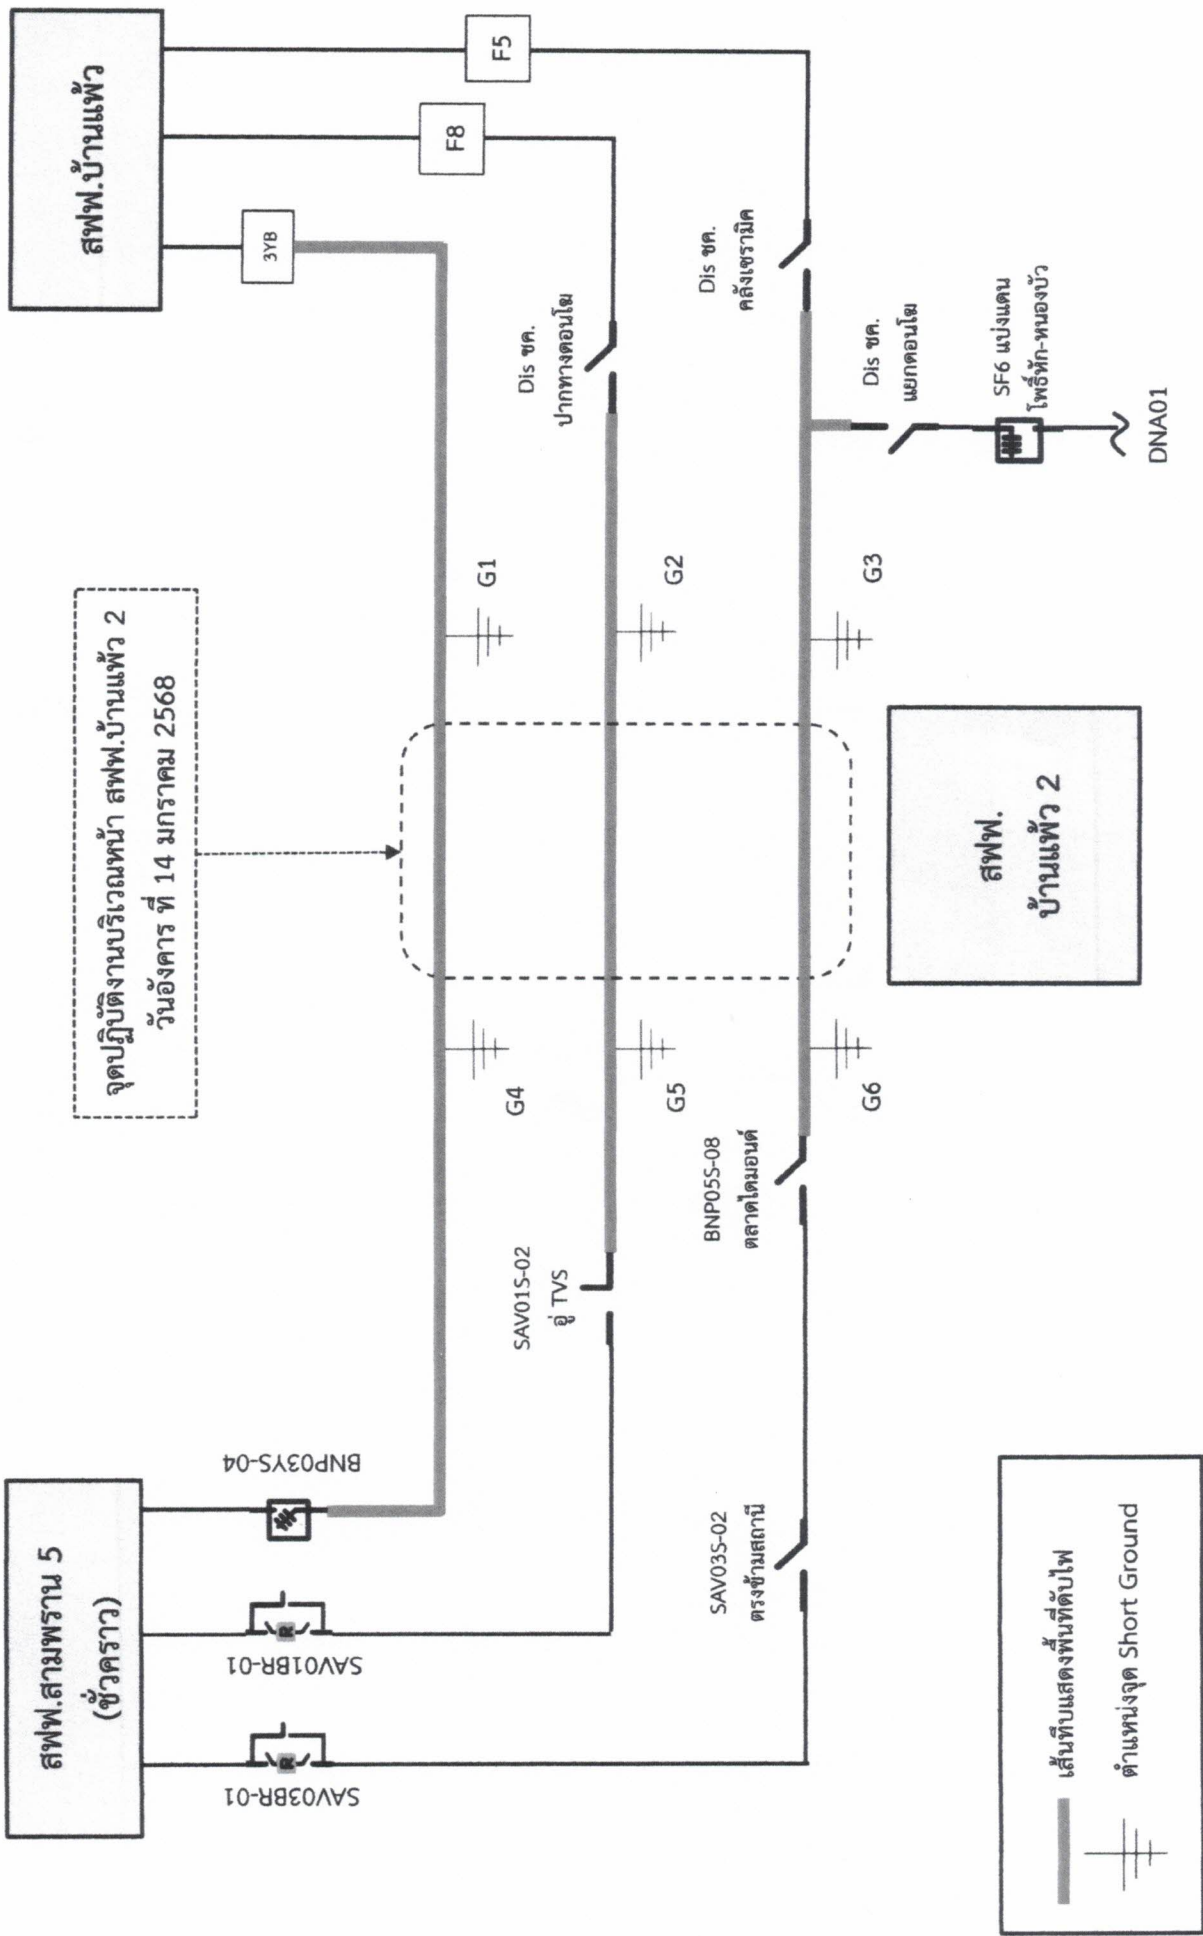 สฟฟ.สามพราน 5
(ชั่วคราว)
จุดปฏิบัติงานบริเวณหน้า สฟฟ.บ้านแพ้ว 2
วันอังคาร ที่ 14 มกราคม 2568
สฟฟ.บ้านแพ้ว
SAV03BR-01
SAV01BR-01
BNP03YS-04
3YB
F8
F5
R
R
G4
G1
SAV01S-02
อู่ TVS
G5
G2
Dis ชค.
ปากทางดอนโฆ
SAV03S-02
ตรงข้ามสถานี
BNP05S-08
ตลาดไดมอนด์
G6
G3
Dis ชค.
คลังเซรามิค
Dis ชค.
แยกดอนโฆ
SF6 แบ่งแดน
โพธิ์หัก-หนองบัว
DNA01
สฟฟ.
บ้านแพ้ว 2
เส้นทึบแสดงพื้นที่ดับไฟ
ตำแหน่งจุด Short Ground